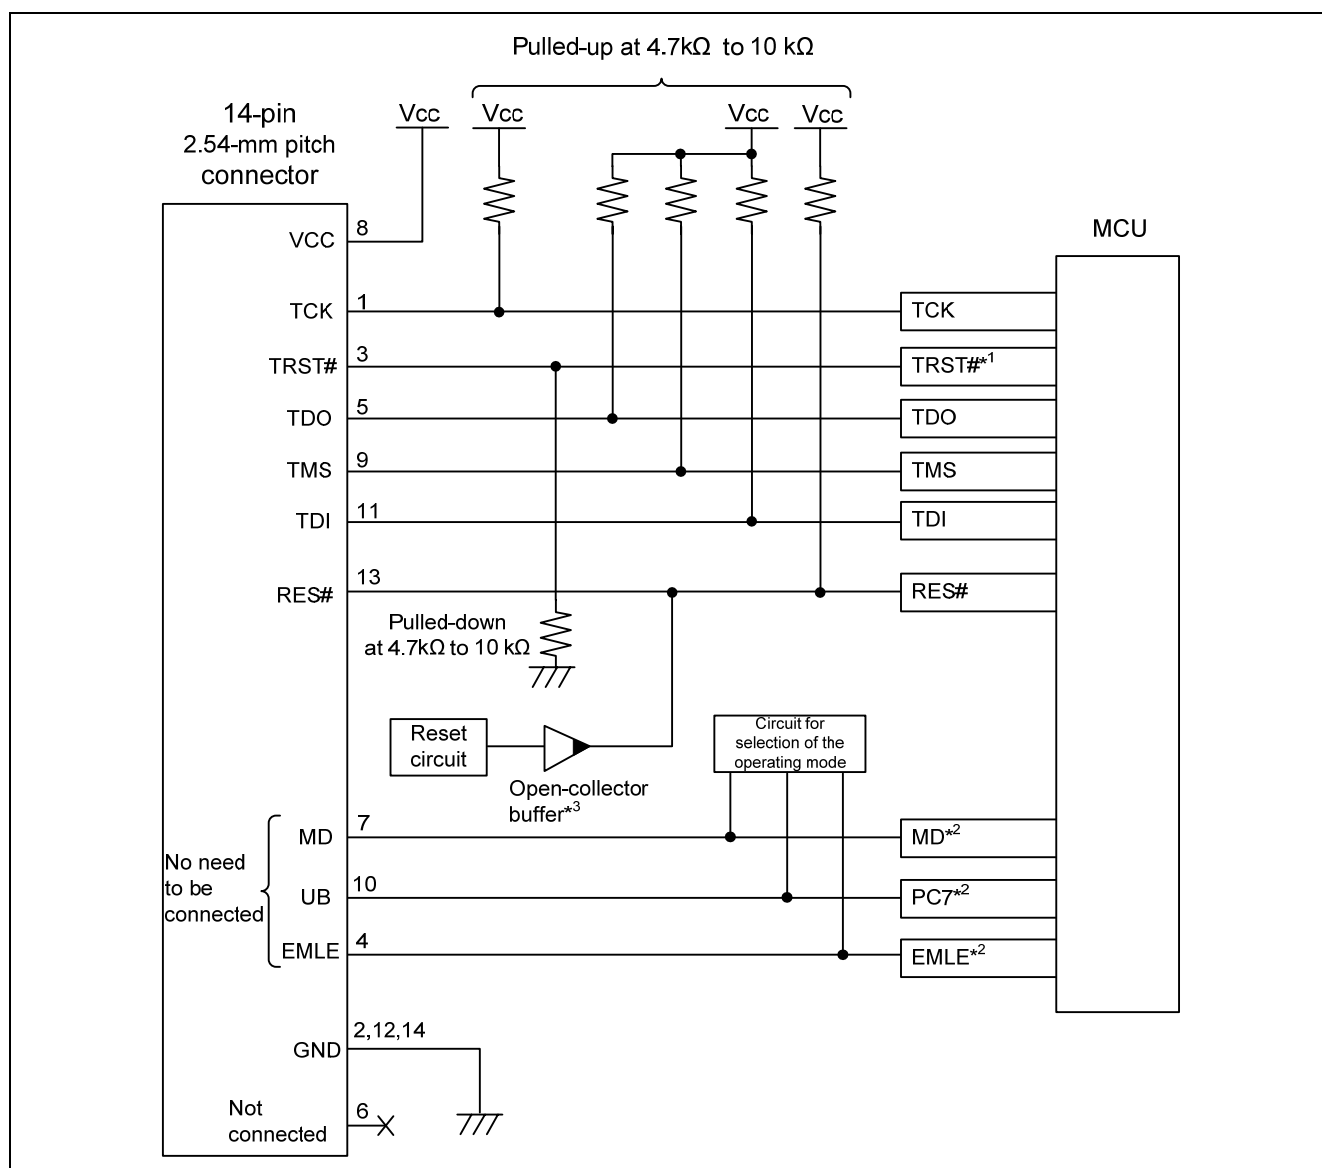 Pulled-up at 4.7kΩ to 10 kΩ
14-pin
2.54-mm pitch
connector
Vcc
Vcc
Vcc
Vcc
MCU
VCC
8
TCK
1
TCK
TRST#
3
TRST#*1
TDO
5
TDO
TMS
9
TMS
TDI
11
TDI
RES#
13
RES#
Pulled-down
at 4.7kΩ to 10 kΩ
Reset
circuit
Open-collector
buffer*3
Circuit for
selection of the
operating mode
No need
to be
connected
MD
7
MD*2
UB
10
PC7*2
EMLE
4
EMLE*2
GND
2,12,14
Not
connected
6